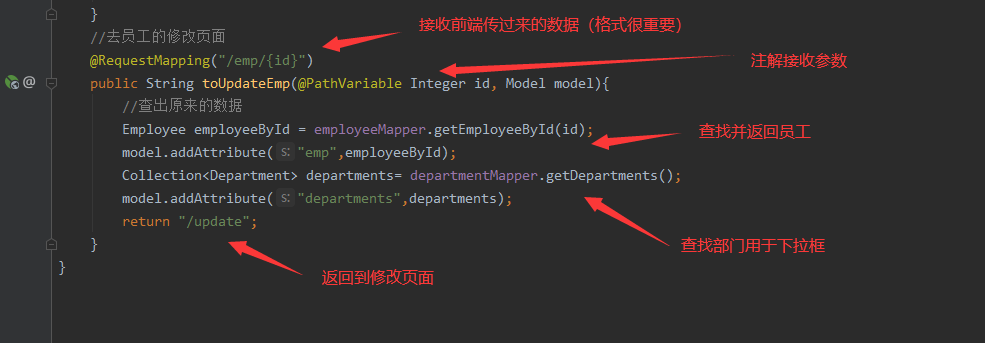 }
接收前端传过来的数据（格式很重要）
//去员工的修改页面
@RequestMapping("/emp/{id}")
注解接收参数
@
public String toUpdateEmp(@PathVariable Integer id, Model model){
//查出原来的数据
Employee employeeById = employeeMapper.getEmployeeById(id);
查找并返回员工
model.addAttribute( s: "emp",employeeById);
Collection<Department> departments= departmentMapper.getDepartments();
model.addAttribute( s: "departments",departments);
return "/update";
}
查找部门用于下拉框
}
返回到修改页面